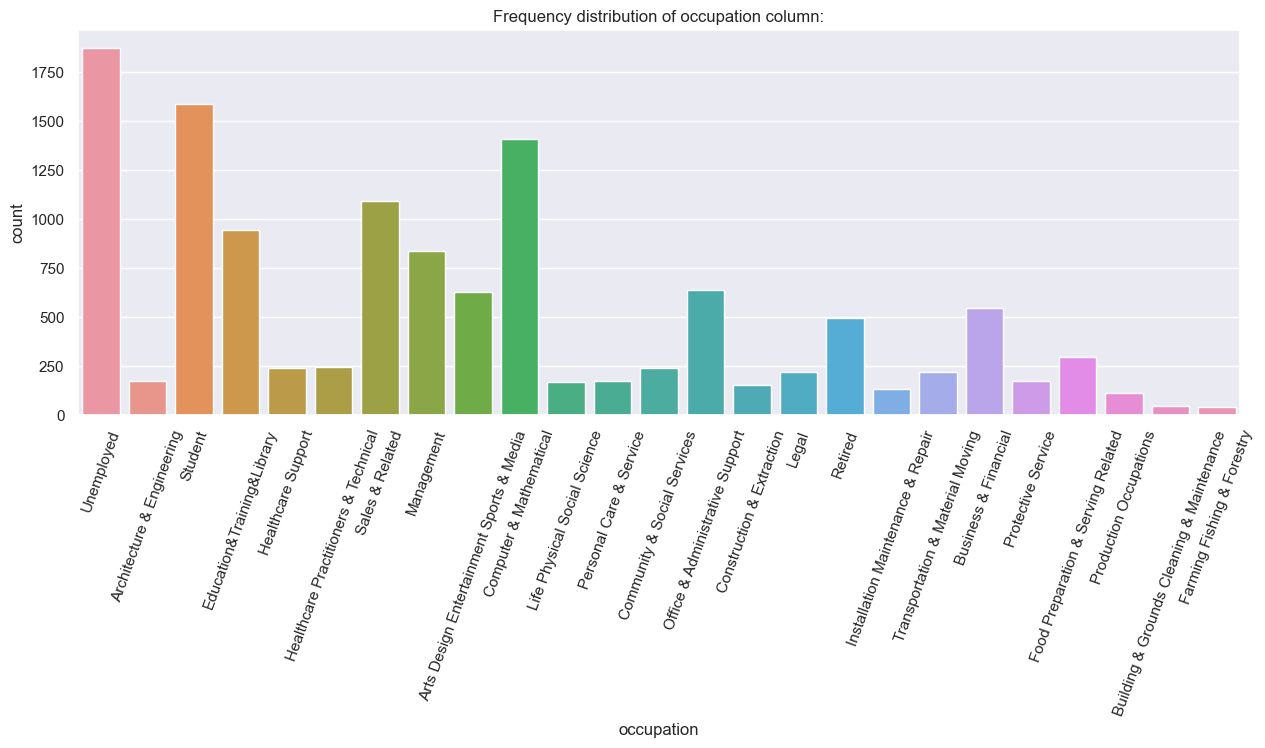 Frequency distribution of occupation column:
1750
1500
1250
1000
750
500
250
0
count
Unemployed
Architecture & Engineering
Student
Education&Training&Library
Healthcare Support
Healthcare Practitioners & Technical
Sales & Related
Management
Arts Design Entertainment Sports & Media
Computer & Mathematical
Life Physical Social Science
Personal Care & Service
Community & Social Services
Office & Administrative Support
Construction & Extraction
Legal
Retired
Installation Maintenance & Repair
Transportation & Material Moving
Business & Financial
Protective Service
Food Preparation & Serving Related
Production Occupations
Building & Grounds Cleaning & Maintenance
Farming Fishing & Forestry
occupation